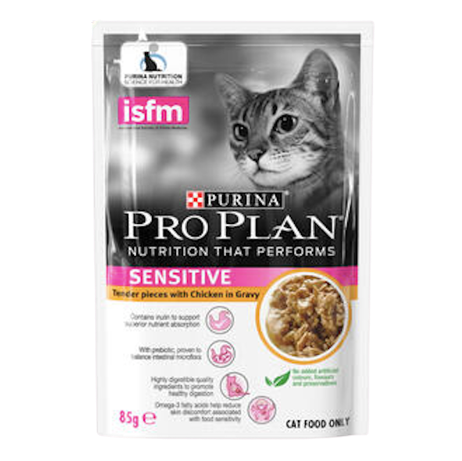 PURINA NUTRITION
SCIENCE FOR HEALTH
isfm
PURINA
PRO PLAN
NUTRITION THAT PERFORMS
SENSITIVE
Tender pieces with Chicken in Gravy
Contains inulin to support
superior nutrient absorption
With prebiotic, proven to
balance intestinal microflora
Highly digestible quality
ingredients to promote
healthy digestion
Omega-3 fatty acids help reduce
skin discomfort associated
with food sensitivity
No added artificial
colours, flavours
and preservatives
85g e
CAT FOOD ONLY